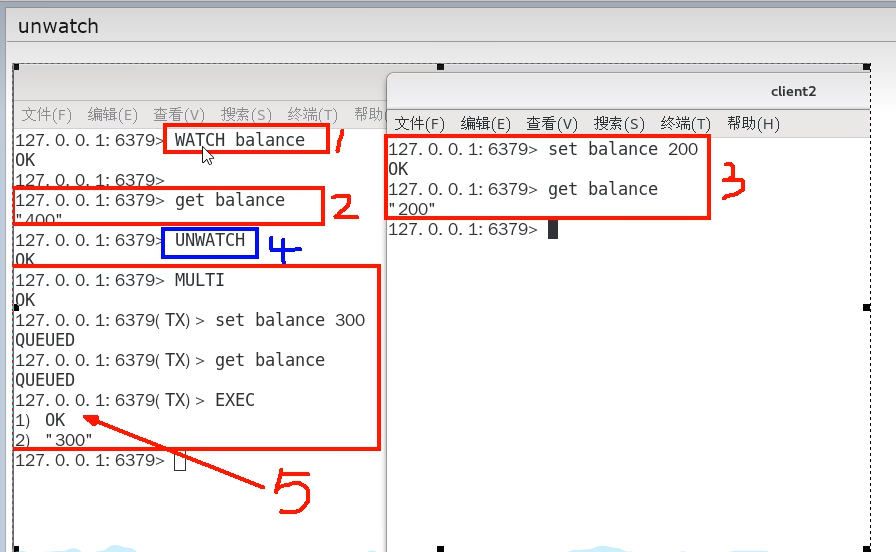 unwatch
文件(F) 编辑(E) 查看(V) 搜索(S) 终端(T) 帮助(
127.0.0.1:6379> WATCH balance
1
OK
127.0.0.1:6379>
127.0.0.1:6379> get balance
2
"400"
127.0.0.1:6379> UNWATCH
4
OK
127.0.0.1:6379> MULTI
OK
127.0.0.1:6379(TX)> set balance 300
QUEUED
127.0.0.1:6379(TX)> get balance
QUEUED
127.0.0.1:6379(TX)> EXEC
1) OK
2) "300"
127.0.0.1:6379>
5
client2
文件(F) 编辑(E) 查看(V) 搜索(S) 终端(T) 帮助(H)
127.0.0.1:6379> set balance 200
OK
3
127.0.0.1:6379> get balance
"200"
127.0.0.1:6379>